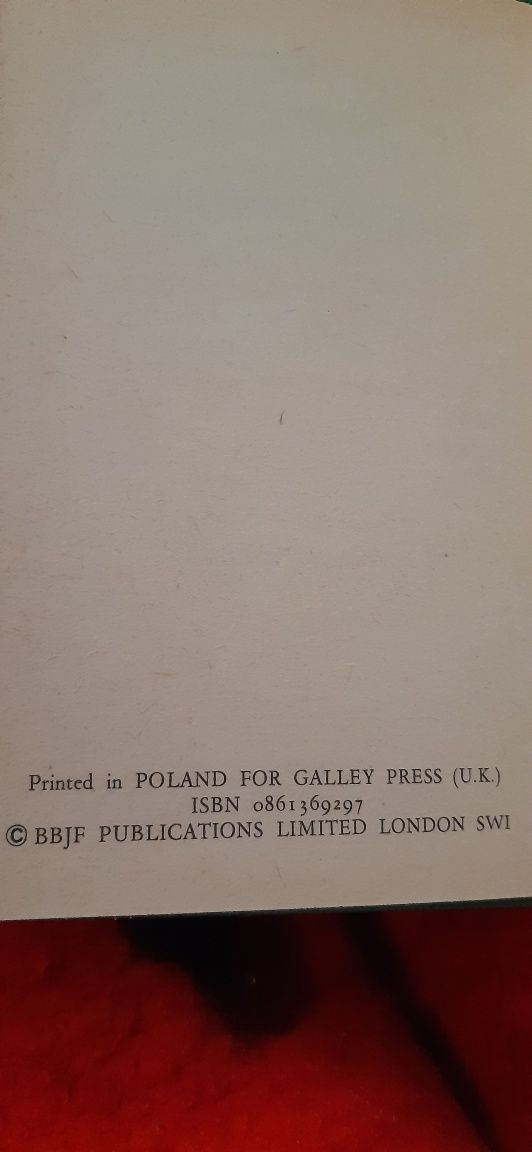 Printed in POLAND FOR GALLEY PRESS (U.K.)
ISBN 0861369297
© BBJF PUBLICATIONS LIMITED LONDON SWI